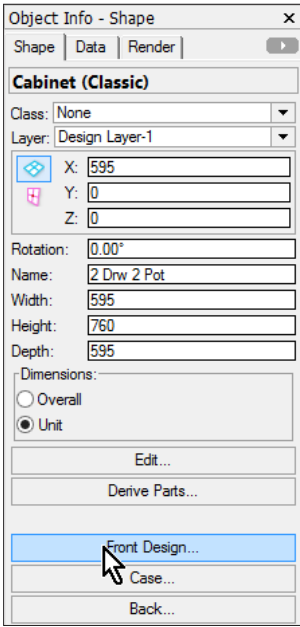 Object Info - Shape
Shape Data Render
Cabinet (Classic)
Class: None
Layer: Design Layer-1
X: 595
Y: 0
Z: 0
Rotation: 0.00°
Name: 2 Drw 2 Pot
Width: 595
Height: 760
Depth: 595
Dimensions:
Overall
Unit
Edit...
Derive Parts...
Front Design...
Case...
Back...